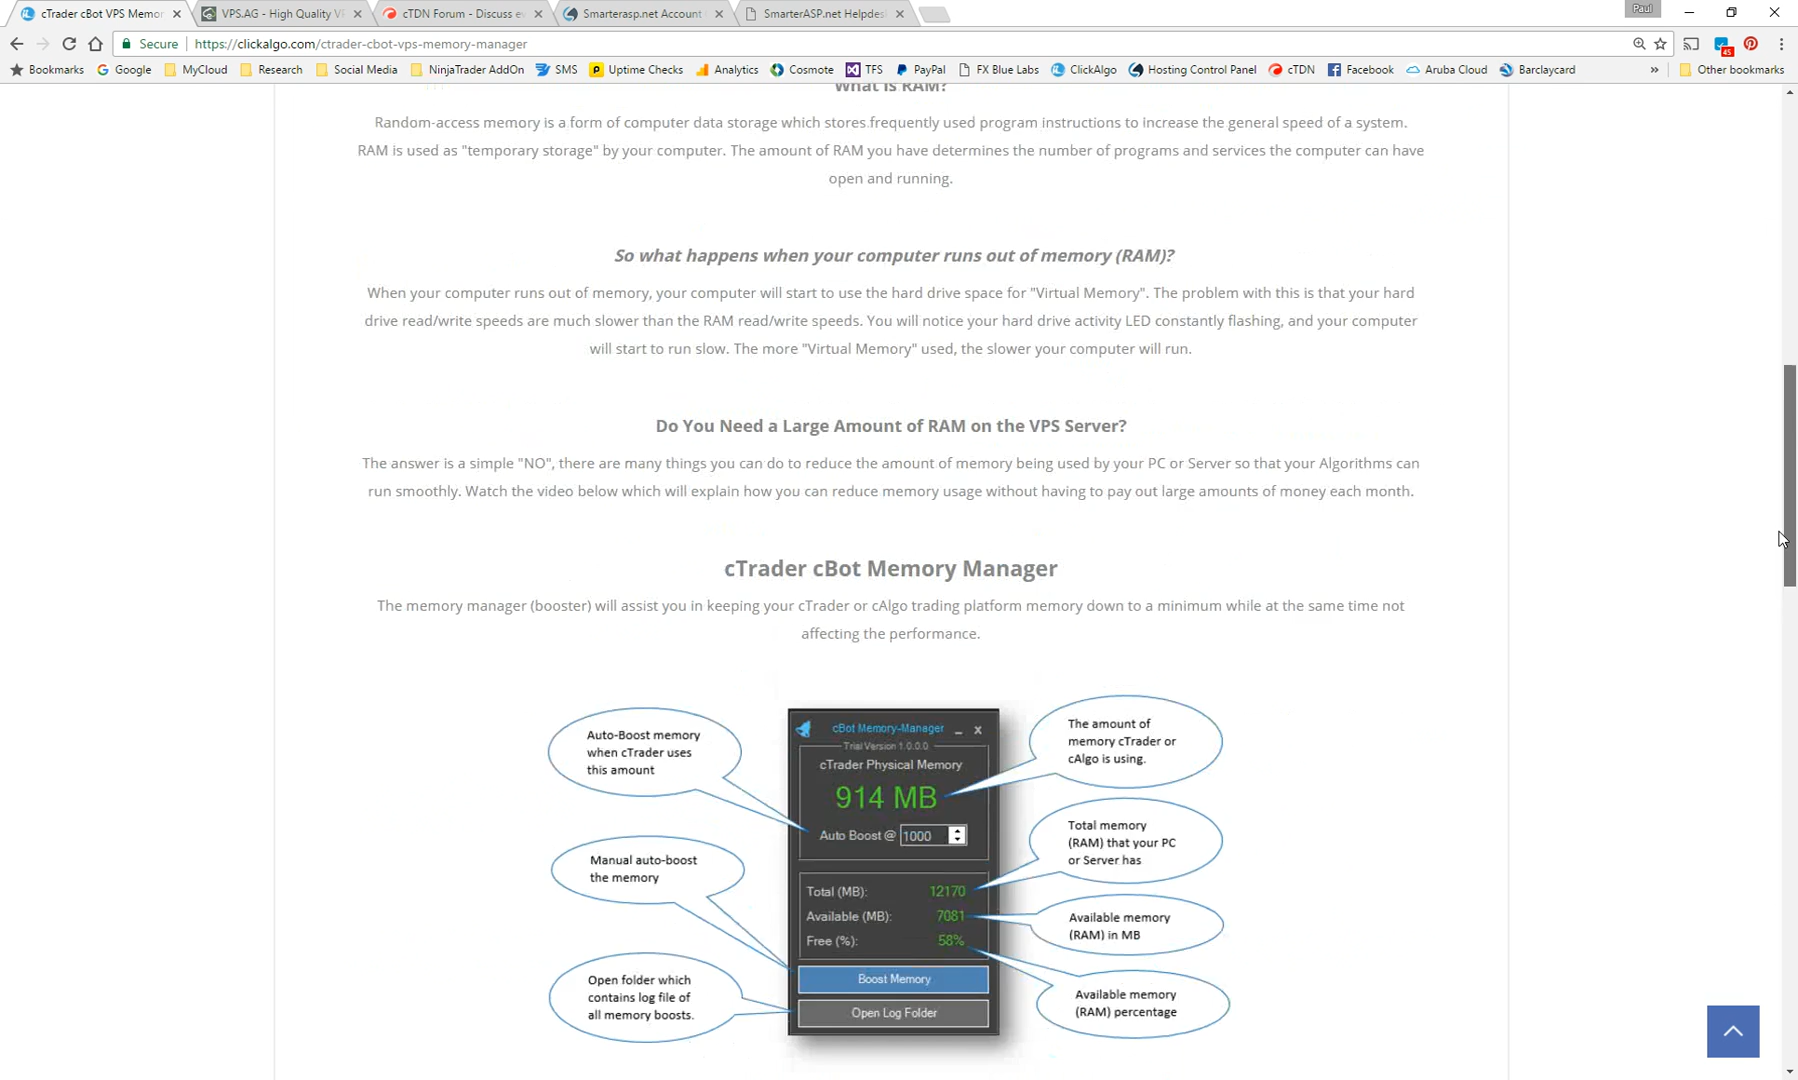 cTrader cBot VPS Memor
VPS.AG - High Quality VP
cTDN Forum - Discuss ev
Smarterasp.net Account
SmarterASP.net Helpdes
Paul
Secure
https://clickalgo.com/ctrader-cbot-vps-memory-manager
45
Bookmarks
Google
MyCloud
Research
Social Media
NinjaTrader AddOn
SMS
Uptime Checks
Analytics
Cosmote
TFS
PayPal
FX Blue Labs
ClickAlgo
Hosting Control Panel
cTDN
Facebook
Aruba Cloud
Barclaycard
»
Other bookmarks
What is RAM?
Random-access memory is a form of computer data storage which stores frequently used program instructions to increase the general speed of a system.
RAM is used as "temporary storage" by your computer. The amount of RAM you have determines the number of programs and services the computer can have
open and running.
So what happens when your computer runs out of memory (RAM)?
When your computer runs out of memory, your computer will start to use the hard drive space for "Virtual Memory". The problem with this is that your hard
drive read/write speeds are much slower than the RAM read/write speeds. You will notice your hard drive activity LED constantly flashing, and your computer
will start to run slow. The more "Virtual Memory" used, the slower your computer will run.
Do You Need a Large Amount of RAM on the VPS Server?
The answer is a simple "NO", there are many things you can do to reduce the amount of memory being used by your PC or Server so that your Algorithms can
run smoothly. Watch the video below which will explain how you can reduce memory usage without having to pay out large amounts of money each month.
cTrader cBot Memory Manager
The memory manager (booster) will assist you in keeping your cTrader or cAlgo trading platform memory down to a minimum while at the same time not
affecting the performance.
Auto-Boost memory
when cTrader uses
this amount
Manual auto-boost
the memory
Open folder which
contains log file of
all memory boosts.
cBot Memory-Manager
Trial Version 1.0.0.0
cTrader Physical Memory
914 MB
Auto Boost @ 1000
Total (MB): 12170
Available (MB): 7081
Free (%): 58%
Boost Memory
Open Log Folder
The amount of
memory cTrader or
cAlgo is using.
Total memory
(RAM) that your PC
or Server has
Available memory
(RAM) in MB
Available memory
(RAM) percentage